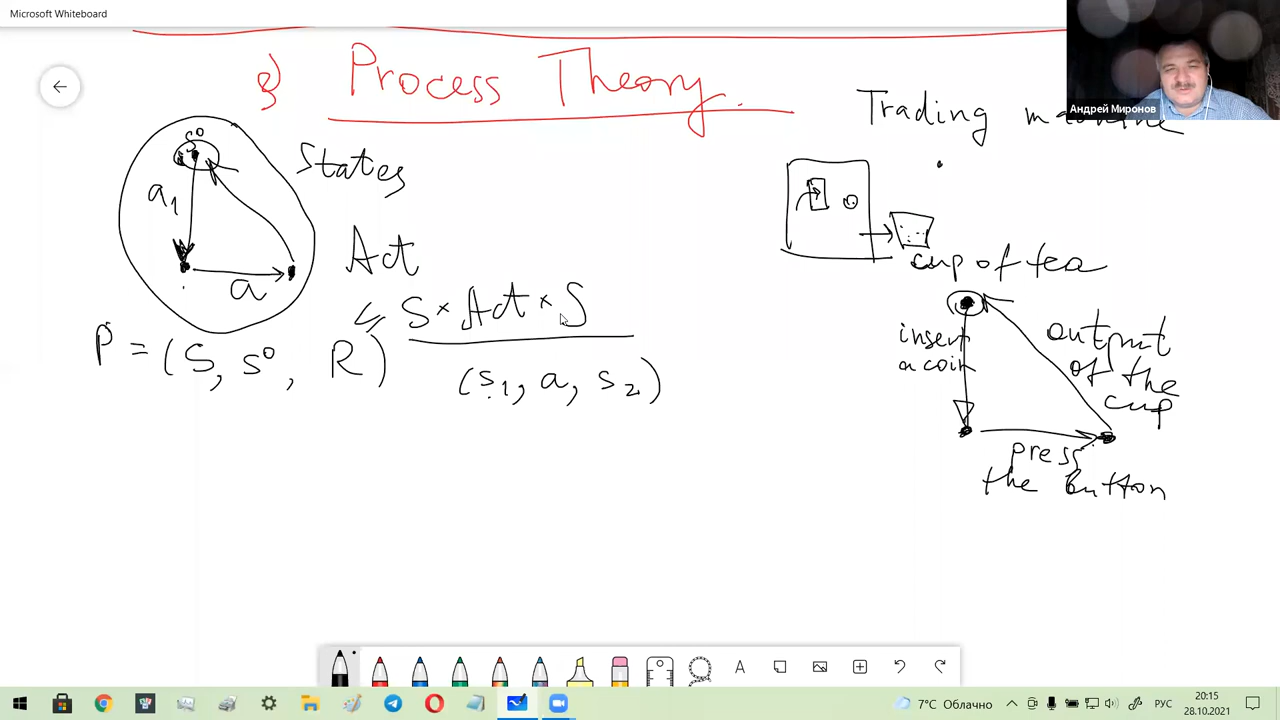 Microsoft Whiteboard
Андрей Миронов
3) Process Theory.
Trading machine
s⁰
States
a₁
Act
a
⊆ S × Act × S
P = (S, s⁰, R)
(s₁, a, s₂)
cup of tea
insert
a coin
output
of the
cup
press
the button
A
7°C Облачно
РУС
20:15
28.10.2021